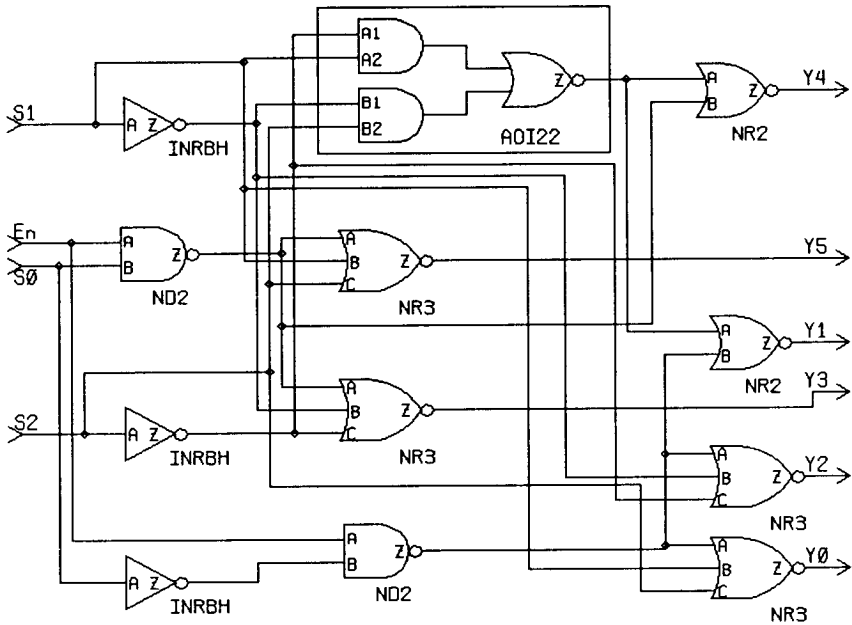 A1
A2
Z
B1
B2
AOI22
A
B
Z
NR2
Y4
S1
A Z
INRBH
En
S0
A
B
Z
ND2
A
B
C
Z
NR3
Y5
A
B
Z
NR2
Y1
Y3
A
B
C
Z
NR3
S2
A Z
INRBH
A
B
C
Z
NR3
Y2
A
B
Z
ND2
A Z
INRBH
A
B
C
Z
NR3
Y0